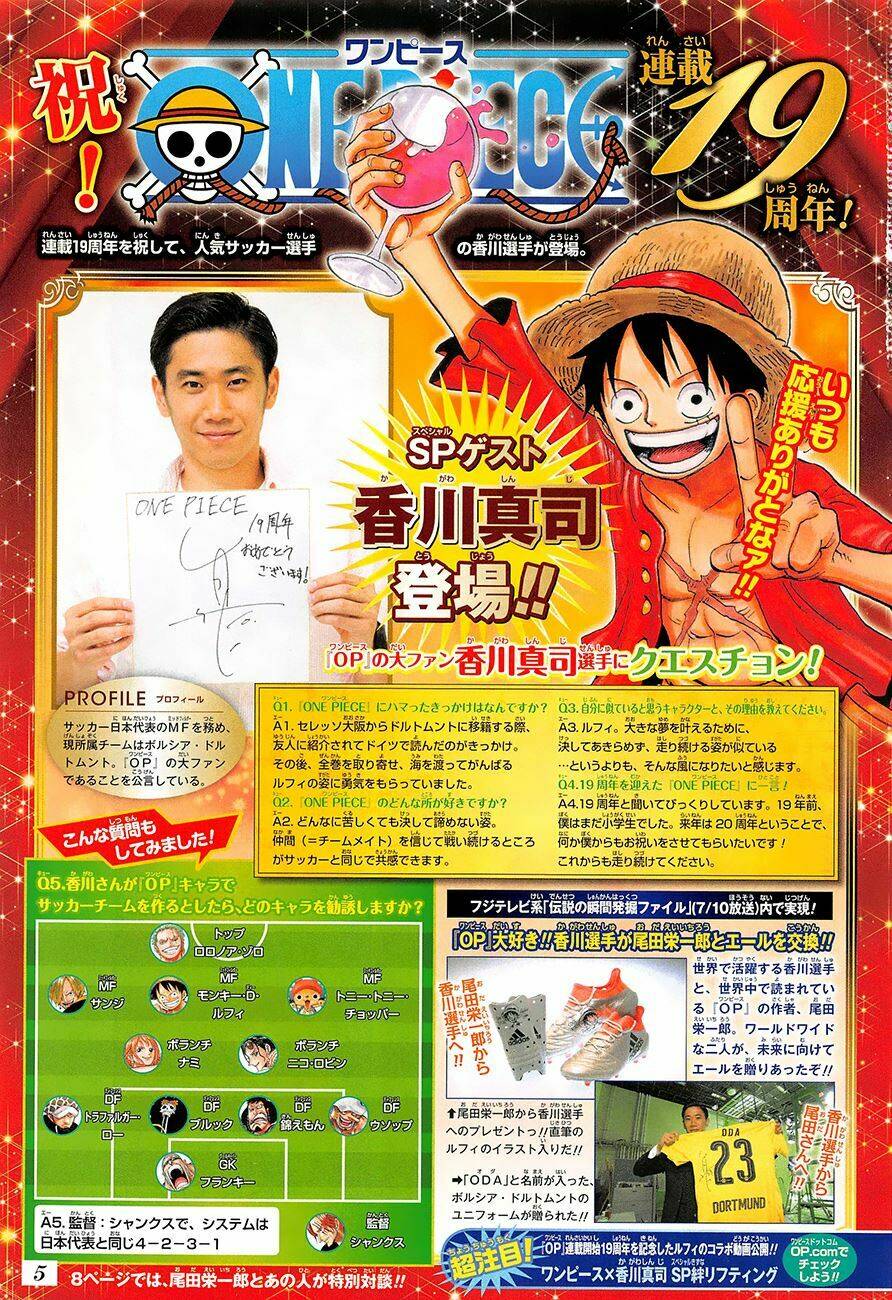 祝!
ワンピース
ONE PIECE
連載
19
周年!
連載19周年を祝して、人気サッカー選手
の香川選手が登場。
いつも
応援ありがとなァ!!
SPゲスト
香川真司
登場!!
ONE PIECE
19周年
おめでとう
ございます!
『OP』の大ファン香川真司選手にクエスチョン!
PROFILE プロフィール
サッカー日本代表のMFを務め、
現所属チームはボルシア・ドル
トムント。『OP』の大ファン
であることを公言している。
Q1.『ONE PIECE』にハマったきっかけはなんですか?
A1. セレッソ大阪からドルトムントに移籍する際、
友人に紹介されてドイツで読んだのがきっかけ。
その後、全巻を取り寄せ、海を渡ってがんばる
ルフィの姿に勇気をもらっていました。
Q2.『ONE PIECE』のどんな所が好きですか?
A2. どんなに苦しくても決して諦めない姿。
仲間(=チームメイト)を信じて戦い続けるところ
がサッカーと同じで共感できます。
Q3.自分に似ていると思うキャラクターと、その理由を教えてください。
A3. ルフィ。大きな夢を叶えるために、
決してあきらめず、走り続ける姿が似ている
…というよりも、そんな風になりたいと感じます。
Q4.19周年を迎えた『ONE PIECE』に一言!
A4.19周年と聞いてびっくりしています。19年前、
僕はまだ小学生でした。来年は20周年ということで、
何か僕からもお祝いをさせてもらいたいです!
これからも走り続けてください。
こんな質問も
してみました!
Q5.香川さんが『OP』キャラで
サッカーチームを作るとしたら、どのキャラを勧誘しますか?
トップ
ロロノア・ゾロ
MF
サンジ
MF
モンキー・D・
ルフィ
MF
トニー・トニー・
チョッパー
ボランチ
ナミ
ボランチ
ニコ・ロビン
DF
トラファルガー・
ロー
DF
ブルック
DF
錦えもん
DF
ウソップ
GK
フランキー
A5. 監督:シャンクスで、システムは
日本代表と同じ4-2-3-1
監督
シャンクス
フジテレビ系「伝説の瞬間発掘ファイル」(7/10放送)内で実現!
『OP』大好き!!香川選手が尾田栄一郎とエールを交換!!
尾田栄一郎から
香川選手へ!!
adidas
世界で活躍する香川選手
と、世界中で読まれてい
る『OP』の作者、尾田
栄一郎。ワールドワイド
な二人が、未来に向けて
エールを贈りあったぞ!!
⬆尾田栄一郎から香川選手
へのプレゼントっ!!直筆の
ルフィのイラスト入りだ!!
➡「ODA」と名前が入った、
ボルシア・ドルトムントの
ユニフォームが贈られた!!
香川選手から
尾田さんへ!!
ODA
23
DORTMUND
超注目!
『OP』連載開始19周年を記念したルフィのコラボ動画公開!!
ワンピース×香川真司 SP絆リフティング
OP.comで
チェック
しよう!!
5
8ページでは、尾田栄一郎とあの人が特別対談!!